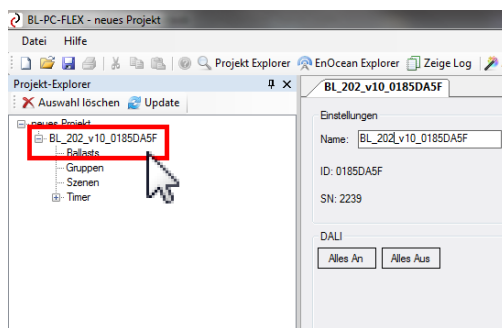 BL-PC-FLEX - neues Projekt
Datei Hilfe
Projekt Explorer EnOcean Explorer Zeige Log
Projekt-Explorer
BL_202_v10_0185DA5F
Auswahl löschen Update
Einstellungen
neues Projekt
Name: BL_202_v10_0185DA5F
BL_202_v10_0185DA5F
Ballasts
Gruppen
ID: 0185DA5F
Szenen
Timer
SN: 2239
DALI
Alles An Alles Aus